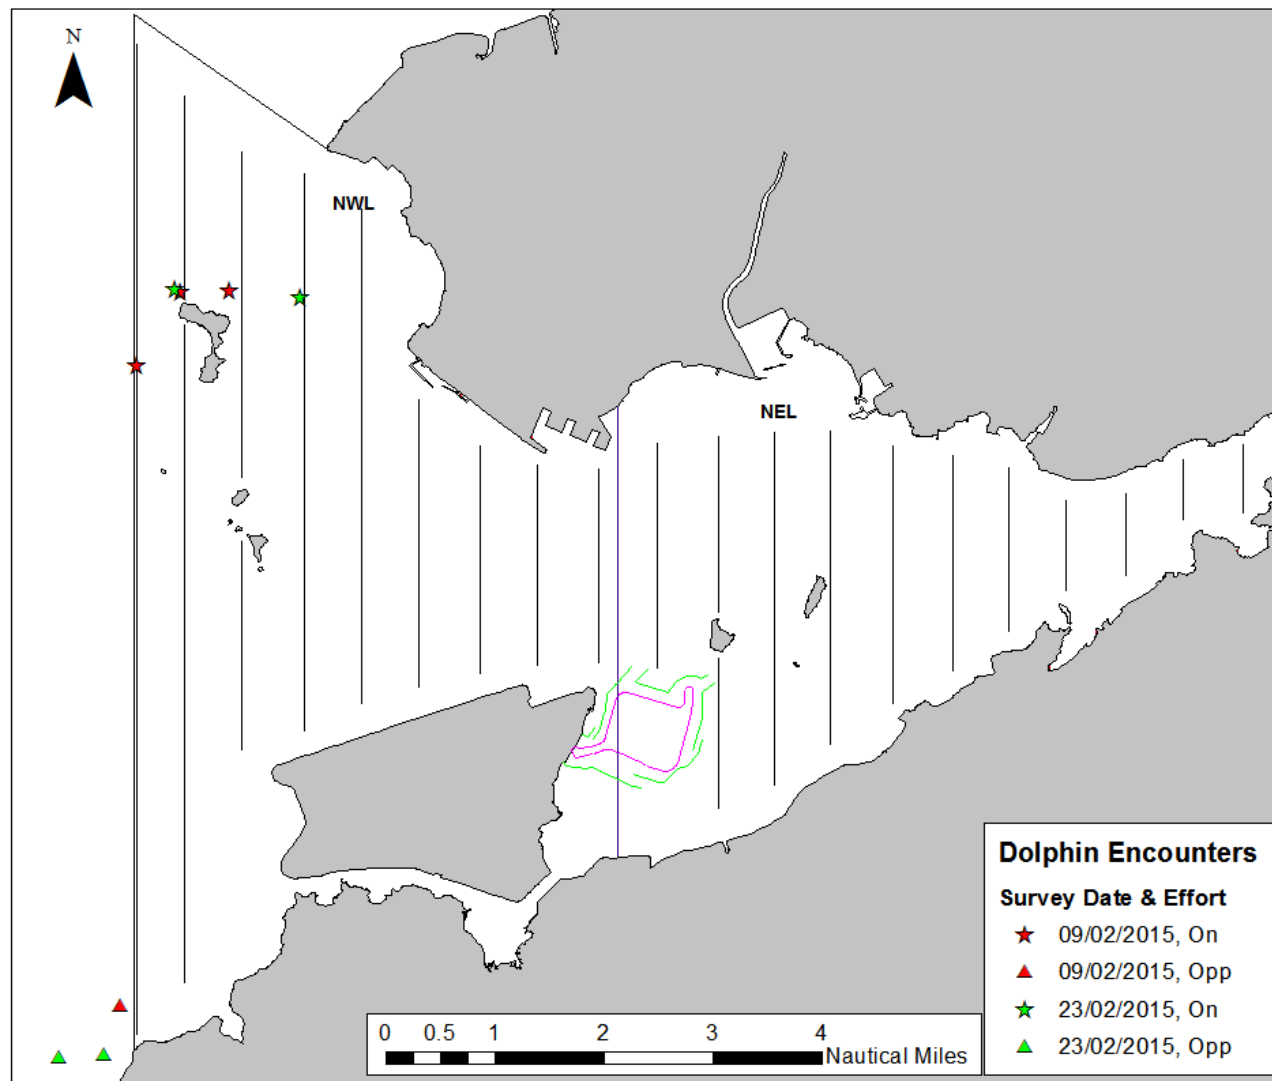 N
NWL
NEL
Dolphin Encounters
Survey Date & Effort
09/02/2015, On
09/02/2015, Opp
23/02/2015, On
23/02/2015, Opp
0 0.5 1 2 3 4
Nautical Miles